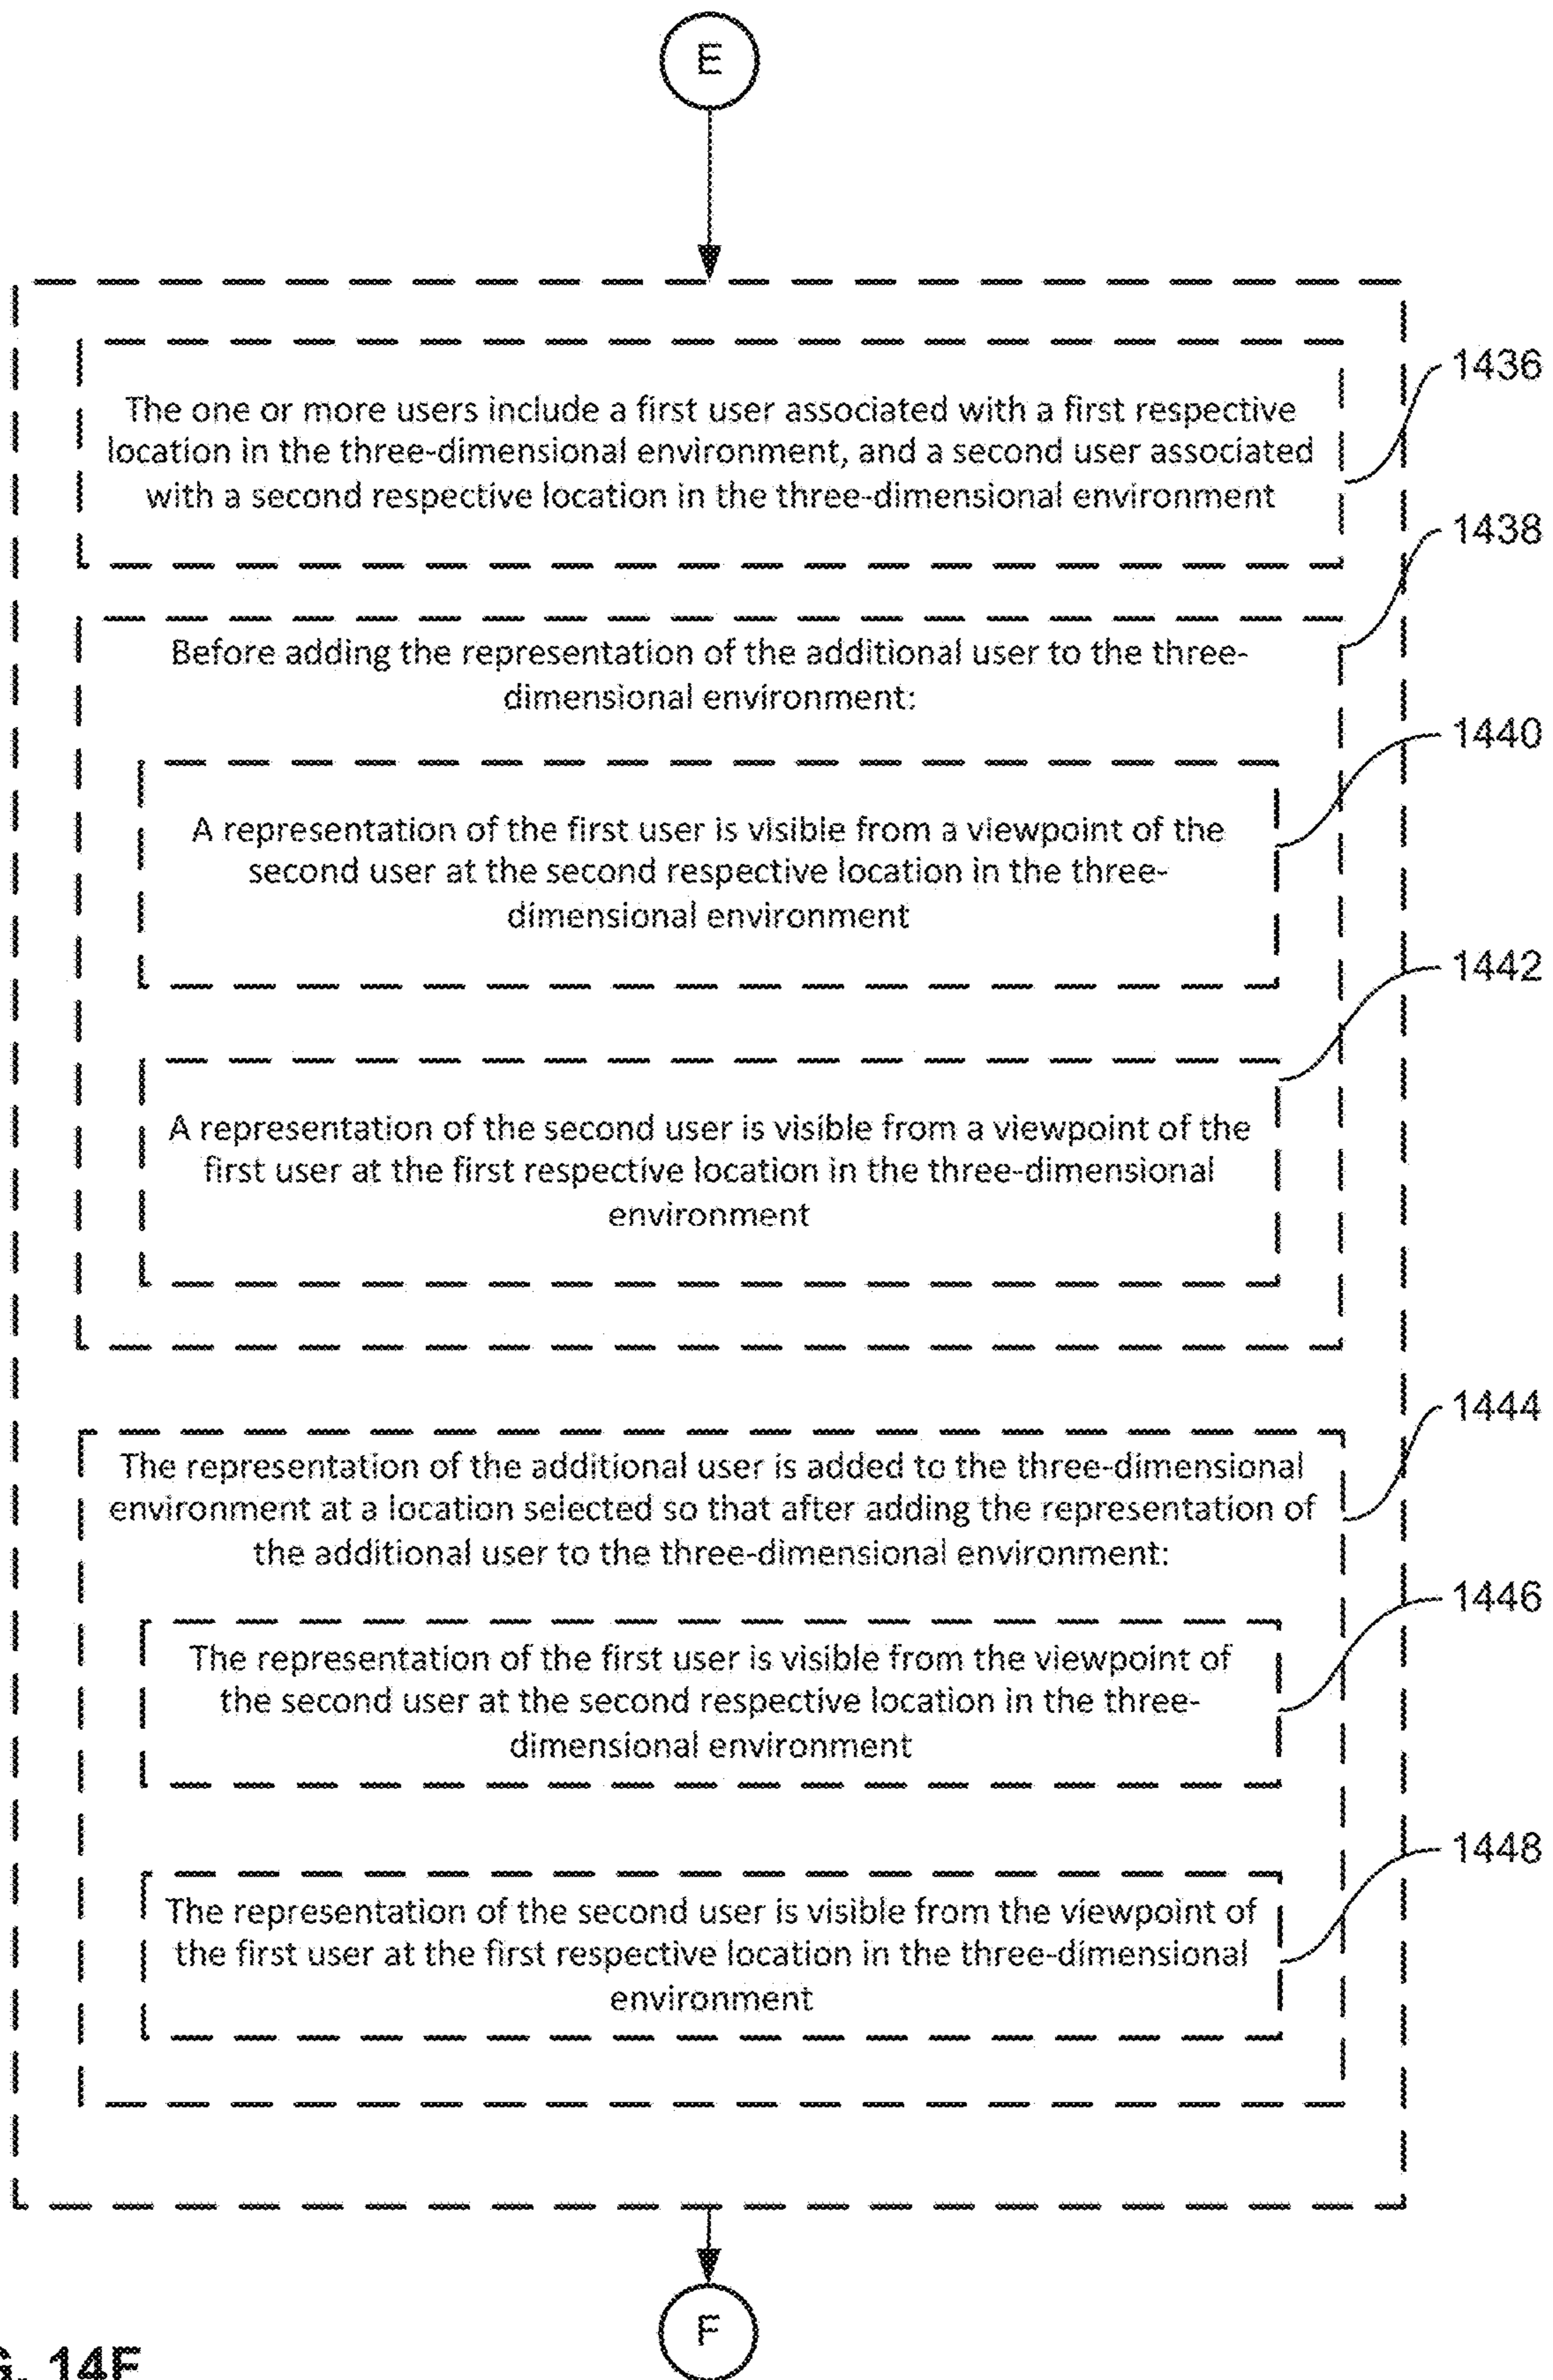 E
The one or more users include a first user associated with a first respective
location in the three-dimensional environment, and a second user associated
with a second respective location in the three-dimensional environment
1436
Before adding the representation of the additional user to the three-
dimensional environment:
1438
A representation of the first user is visible from a viewpoint of the
second user at the second respective location in the three-
dimensional environment
1440
A representation of the second user is visible from a viewpoint of the
first user at the first respective location in the three-dimensional
environment
1442
The representation of the additional user is added to the three-dimensional
environment at a location selected so that after adding the representation of
the additional user to the three-dimensional environment:
1444
The representation of the first user is visible from the viewpoint of
the second user at the second respective location in the three-
dimensional environment
1446
The representation of the second user is visible from the viewpoint of
the first user at the first respective location in the three-dimensional
environment
1448
F